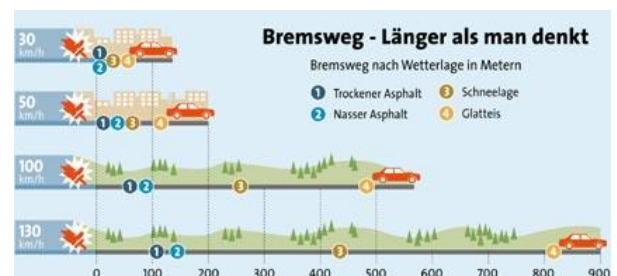 Bremsweg - Länger als man denkt
Bremsweg nach Wetterlage in Metern
1 Trockener Asphalt
3 Schneelage
2 Nasser Asphalt
4 Glatteis
30
km/h
1
2
3
4
50
km/h
1
2
3
4
100
km/h
1
2
3
4
130
km/h
1
2
3
4
0 100 200 300 400 500 600 700 800 900